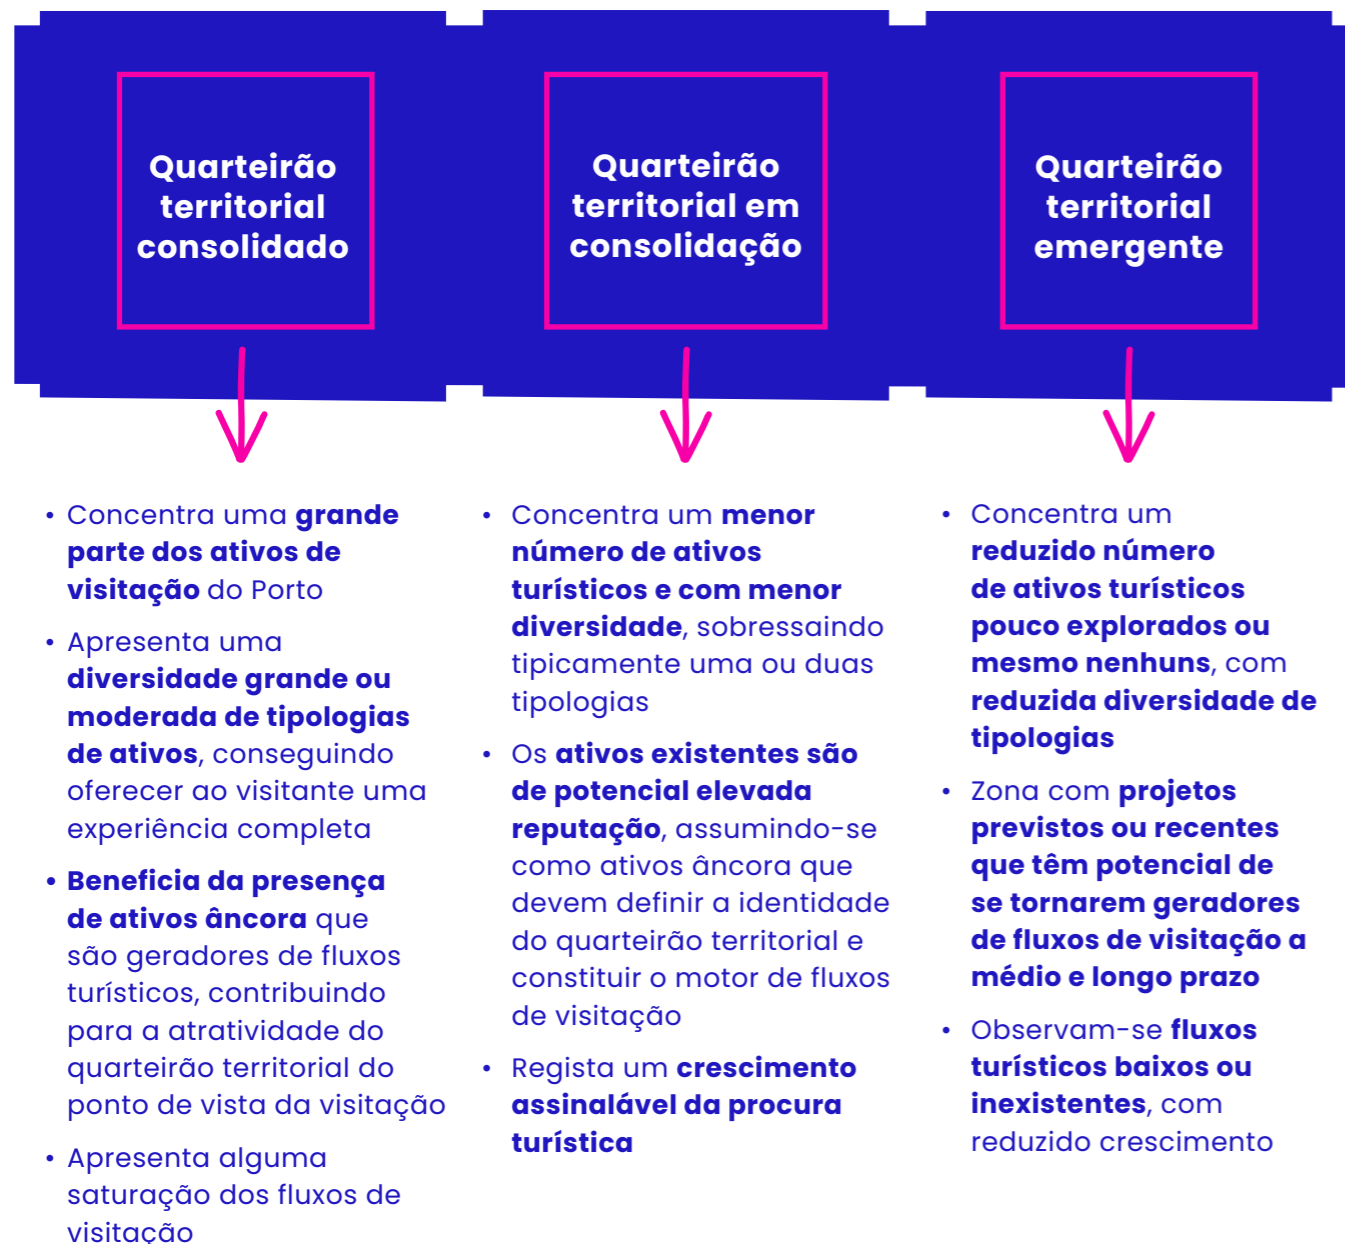 Quarteirão
territorial
consolidado
Quarteirão
territorial em
consolidação
Quarteirão
territorial
emergente
• Concentra uma grande
parte dos ativos de
visitação do Porto
• Apresenta uma
diversidade grande ou
moderada de tipologias
de ativos, conseguindo
oferecer ao visitante uma
experiência completa
• Beneficia da presença
de ativos âncora que
são geradores de fluxos
turísticos, contribuindo
para a atratividade do
quarteirão territorial do
ponto de vista da visitação
• Apresenta alguma
saturação dos fluxos de
visitação
• Concentra um menor
número de ativos
turísticos e com menor
diversidade, sobressaindo
tipicamente uma ou duas
tipologias
• Os ativos existentes são
de potencial elevada
reputação, assumindo-se
como ativos âncora que
devem definir a identidade
do quarteirão territorial e
constituir o motor de fluxos
de visitação
• Regista um crescimento
assinalável da procura
turística
• Concentra um
reduzido número
de ativos turísticos
pouco explorados ou
mesmo nenhuns, com
reduzida diversidade de
tipologias
• Zona com projetos
previstos ou recentes
que têm potencial de
se tornarem geradores
de fluxos de visitação a
médio e longo prazo
• Observam-se fluxos
turísticos baixos ou
inexistentes, com
reduzido crescimento